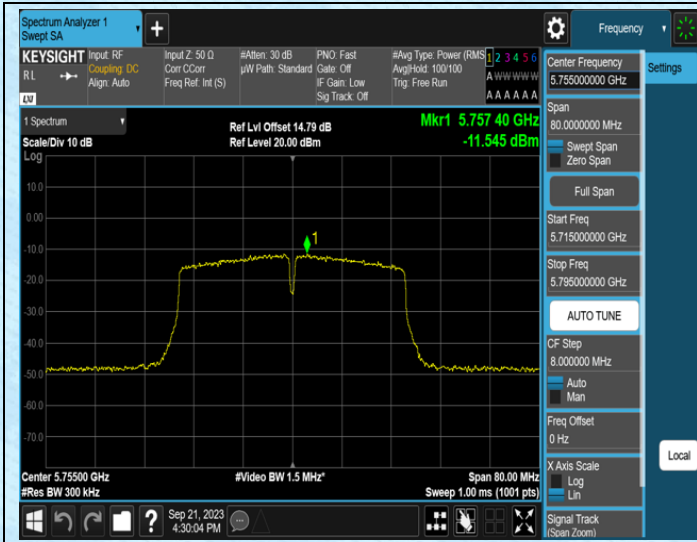 Spectrum Analyzer 1
Swept SA
+
Frequency
KEYSIGHT
RL
LXI
Input: RF
Coupling: DC
Align: Auto
Input Z: 50 Ω
Corr CCorr
Freq Ref: Int (S)
#Atten: 30 dB
µW Path: Standard
PNO: Fast
Gate: Off
IF Gain: Low
Sig Track: Off
#Avg Type: Power (RMS
Avg|Hold: 100/100
Trig: Free Run
1 2 3 4 5 6
A W W W W W
A A A A A A
1 Spectrum
Scale/Div 10 dB
Log
Ref Lvl Offset 14.79 dB
Ref Level 20.00 dBm
Mkr1 5.757 40 GHz
-11.545 dBm
10.0
0.00
-10.0
-20.0
-30.0
-40.0
-50.0
-60.0
-70.0
1
Center 5.75500 GHz
#Res BW 300 kHz
#Video BW 1.5 MHz*
Span 80.00 MHz
Sweep 1.00 ms (1001 pts)
?
Sep 21, 2023
4:30:04 PM
Center Frequency
5.755000000 GHz
Span
80.0000000 MHz
Swept Span
Zero Span
Full Span
Start Freq
5.715000000 GHz
Stop Freq
5.795000000 GHz
AUTO TUNE
CF Step
8.000000 MHz
Auto
Man
Freq Offset
0 Hz
X Axis Scale
Log
Lin
Signal Track
(Span Zoom)
Settings
Local